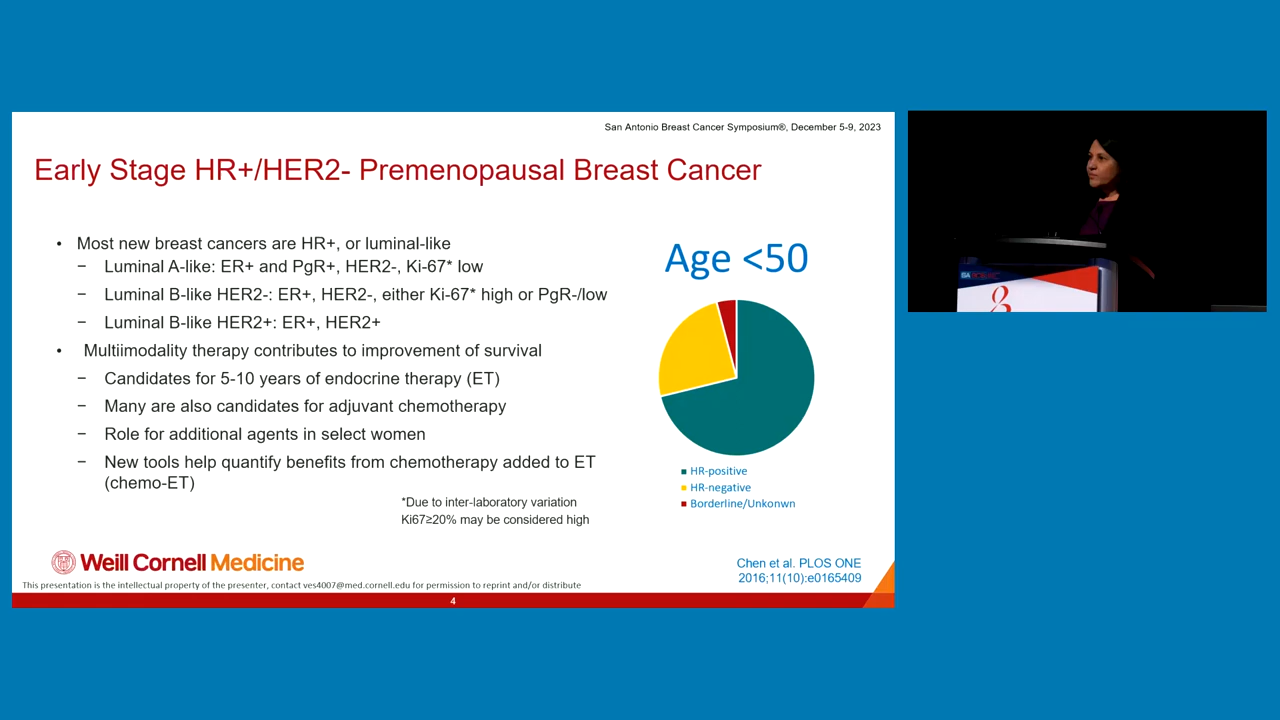 San Antonio Breast Cancer Symposium®, December 5-9, 2023
Early Stage HR+/HER2- Premenopausal Breast Cancer
• Most new breast cancers are HR+, or luminal-like
− Luminal A-like: ER+ and PgR+, HER2-, Ki-67* low
− Luminal B-like HER2-: ER+, HER2-, either Ki-67* high or PgR-/low
− Luminal B-like HER2+: ER+, HER2+
• Multiimodality therapy contributes to improvement of survival
− Candidates for 5-10 years of endocrine therapy (ET)
− Many are also candidates for adjuvant chemotherapy
− Role for additional agents in select women
− New tools help quantify benefits from chemotherapy added to ET
(chemo-ET)
*Due to inter-laboratory variation
Ki67≥20% may be considered high
Age <50
HR-positive
HR-negative
Borderline/Unkonwn
Weill Cornell Medicine
Chen et al. PLOS ONE
2016;11(10):e0165409
This presentation is the intellectual property of the presenter, contact ves4007@med.cornell.edu for permission to reprint and/or distribute
4